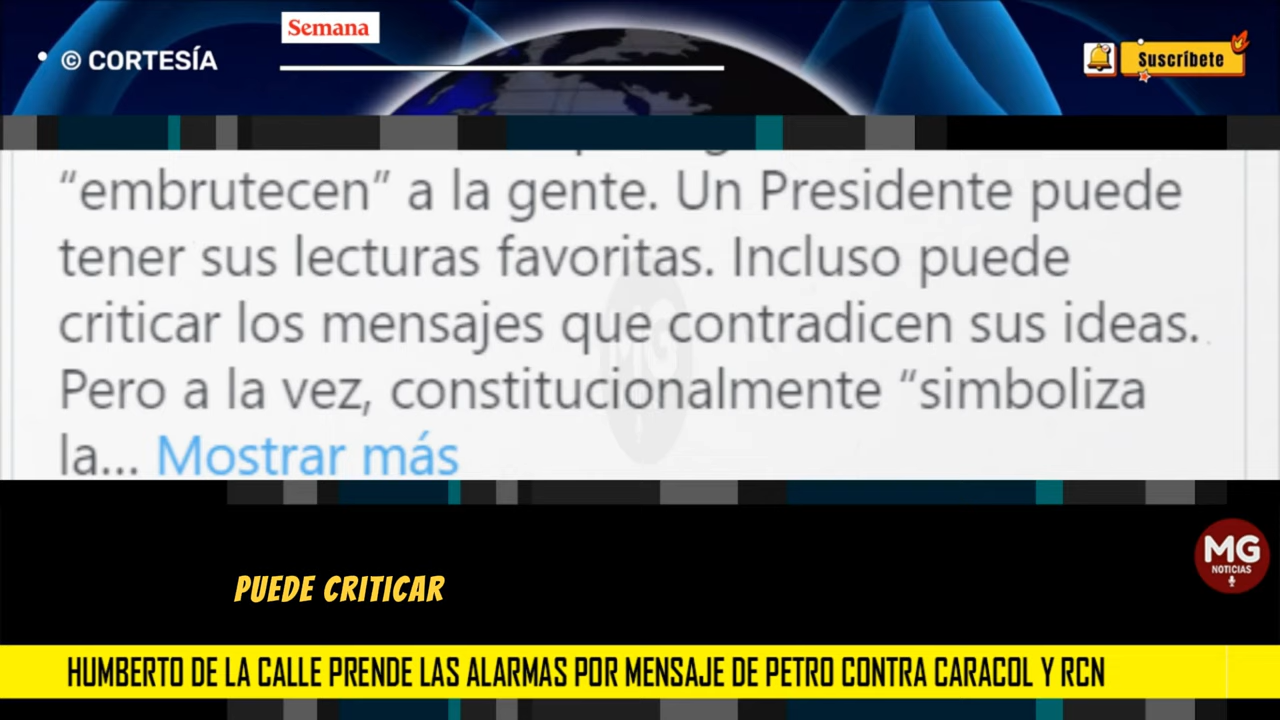 Semana
© CORTESÍA
Suscríbete
“embrutecen” a la gente. Un Presidente puede
tener sus lecturas favoritas. Incluso puede
criticar los mensajes que contradicen sus ideas.
Pero a la vez, constitucionalmente “simboliza
la... Mostrar más
MG
MG
NOTICIAS
PUEDE CRITICAR
HUMBERTO DE LA CALLE PRENDE LAS ALARMAS POR MENSAJE DE PETRO CONTRA CARACOL Y RCN